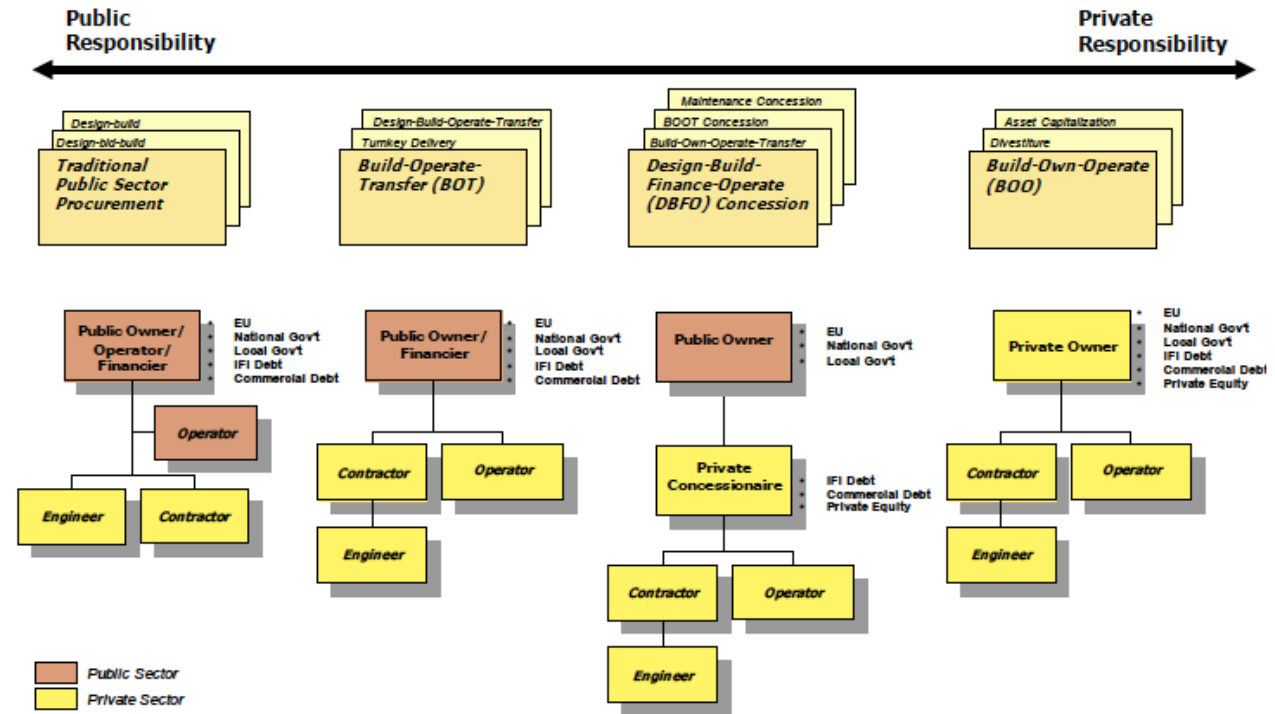 Public
Responsibility
Private
Responsibility
Design-build
Design-bid-build
Traditional
Public Sector
Procurement
Design-Build-Operate-Transfer
Turnkey Delivery
Build-Operate-
Transfer (BOT)
Maintenance Concession
BOOT Concession
Build-Own-Operate-Transfer
Design-Build-
Finance-Operate
(DBFO) Concession
Asset Capitalization
Divestiture
Build-Own-Operate
(BOO)
Public Owner/
Operator/
Financier
* EU
* National Gov't
* Local Gov't
* IFI Debt
* Commercial Debt
Operator
Engineer
Contractor
Public Owner/
Financier
* EU
* National Gov't
* Local Gov't
* IFI Debt
* Commercial Debt
Contractor
Operator
Engineer
Public Owner
* EU
* National Gov't
* Local Gov't
Private
Concessionaire
* IFI Debt
* Commercial Debt
* Private Equity
Contractor
Operator
Engineer
Private Owner
* EU
* National Gov't
* Local Gov't
* IFI Debt
* Commercial Debt
* Private Equity
Contractor
Operator
Engineer
Public Sector
Private Sector